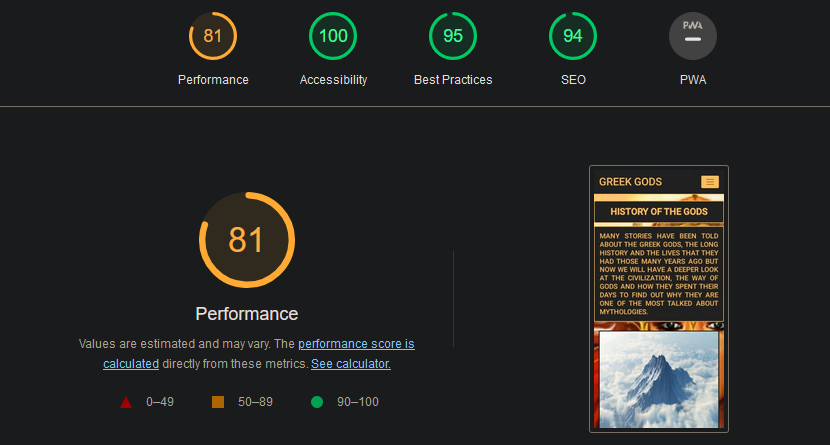 81
100
95
94
PWA
Performance
Accessibility
Best Practices
SEO
PWA
81
Performance
Values are estimated and may vary. The performance score is
calculated directly from these metrics. See calculator.
0–49
50–89
90–100
GREEK GODS
HISTORY OF THE GODS
MANY STORIES HAVE BEEN TOLD
ABOUT THE GREEK GODS, THE LONG
HISTORY AND THE LIVES THAT THEY
HAD THOSE MANY YEARS AGO BUT
NOW WE WILL HAVE A DEEPER LOOK
AT THE CIVILIZATION, THE WAY OF
GODS AND HOW THEY SPENT THEIR
DAYS TO FIND OUT WHY THEY ARE
ONE OF THE MOST TALKED ABOUT
MYTHOLOGIES.